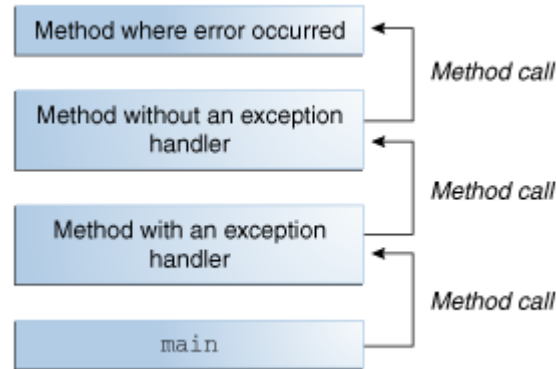 Method where error occurred
Method call
Method without an exception
handler
Method call
Method with an exception
handler
Method call
main